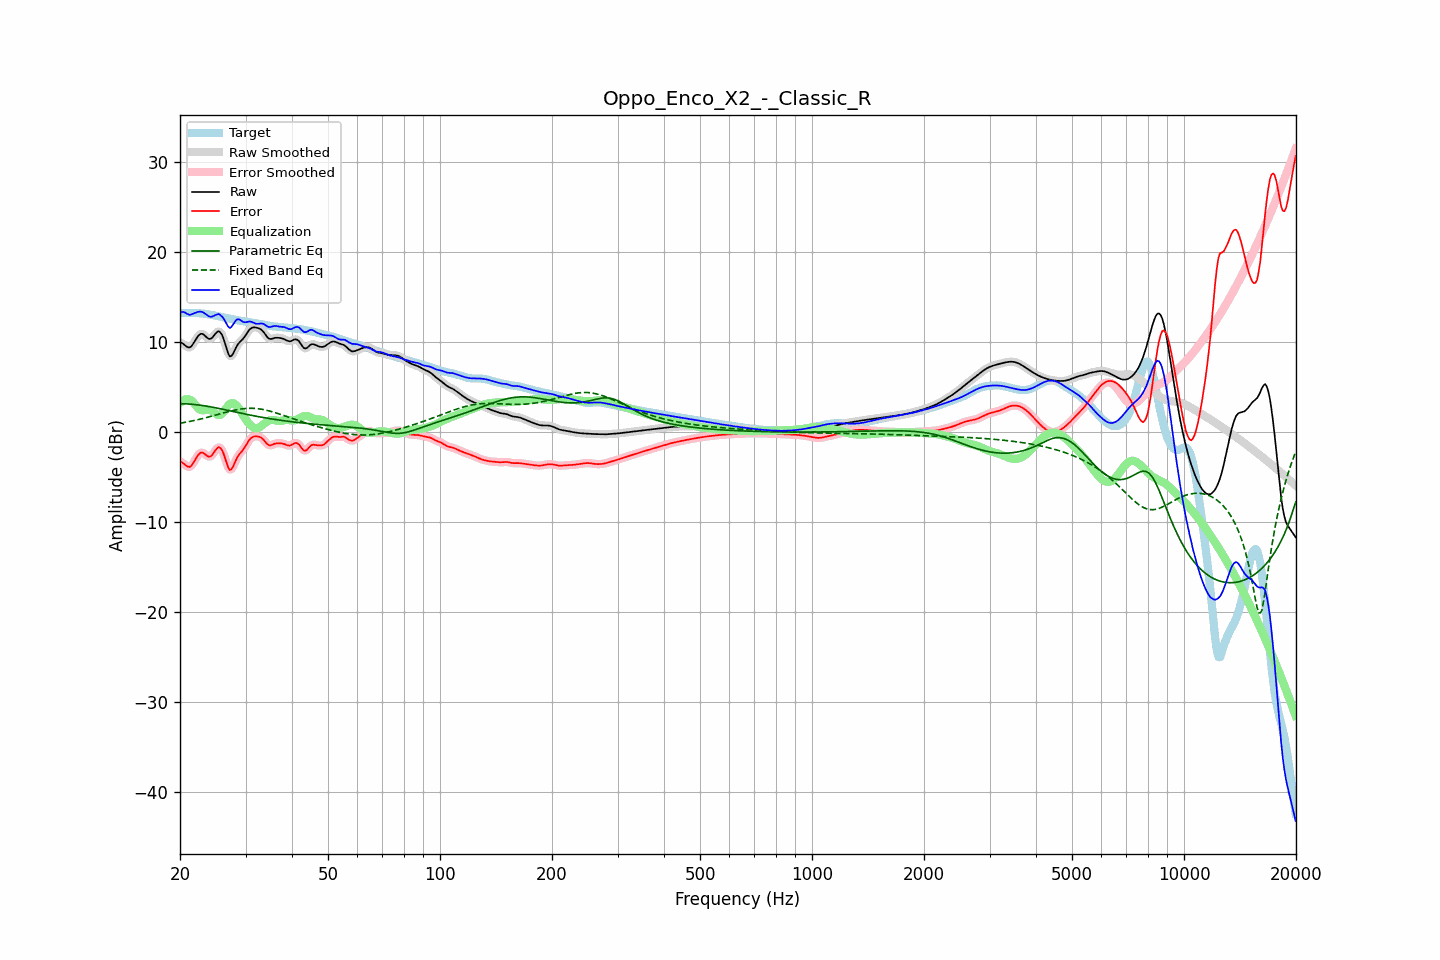 Oppo_Enco_X2_-_Classic_R
Target
Raw Smoothed
Error Smoothed
Raw
Error
Equalization
Parametric Eq
Fixed Band Eq
Equalized
Amplitude (dBr)
30
20
10
0
−10
−20
−30
−40
20
50
100
200
500
1000
2000
5000
10000
20000
Frequency (Hz)